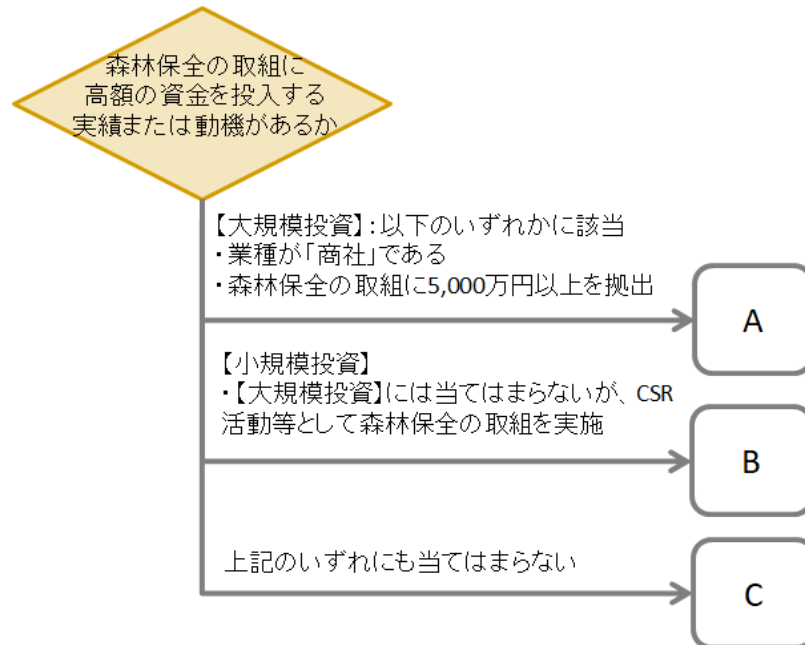 森林保全の取組に
高額の資金を投入する
実績または動機があるか
【大規模投資】：以下のいずれかに該当
・業種が「商社」である
・森林保全の取組に5,000万円以上を拠出
A
【小規模投資】
・【大規模投資】には当てはまらないが、CSR
活動等として森林保全の取組を実施
B
上記のいずれにも当てはまらない
C